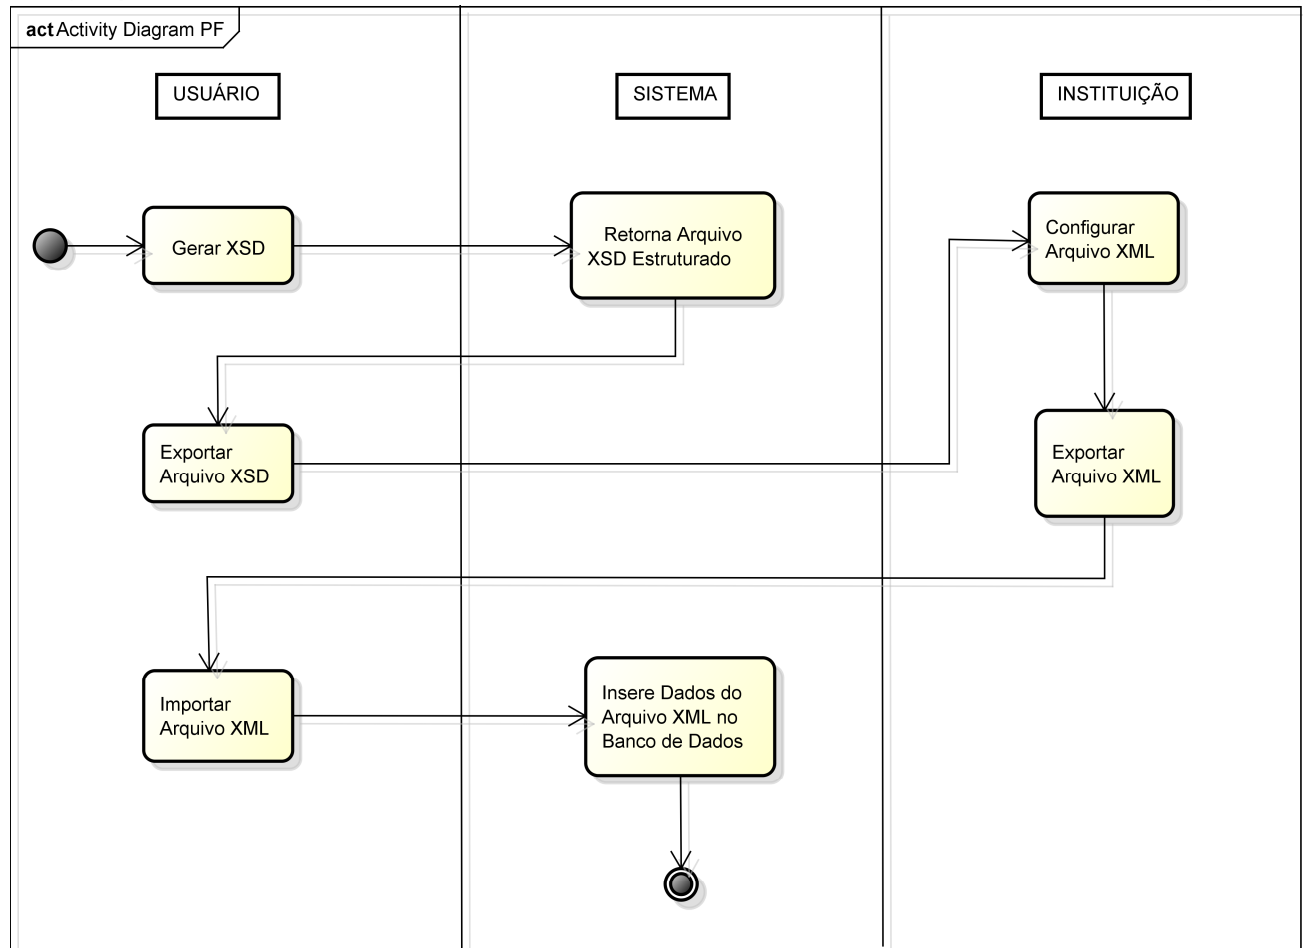 act Activity Diagram PF
USUÁRIO
SISTEMA
INSTITUIÇÃO
Gerar XSD
Retorna Arquivo
XSD Estruturado
Configurar
Arquivo XML
Exportar
Arquivo XSD
Exportar
Arquivo XML
Importar
Arquivo XML
Insere Dados do
Arquivo XML no
Banco de Dados